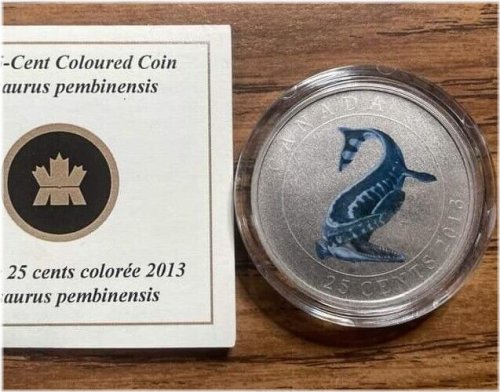 -Cent Coloured Coin
aurus pembinensis
25 cents colorée 2013
aurus pembinensis
CANADA
25 CENTS 2013